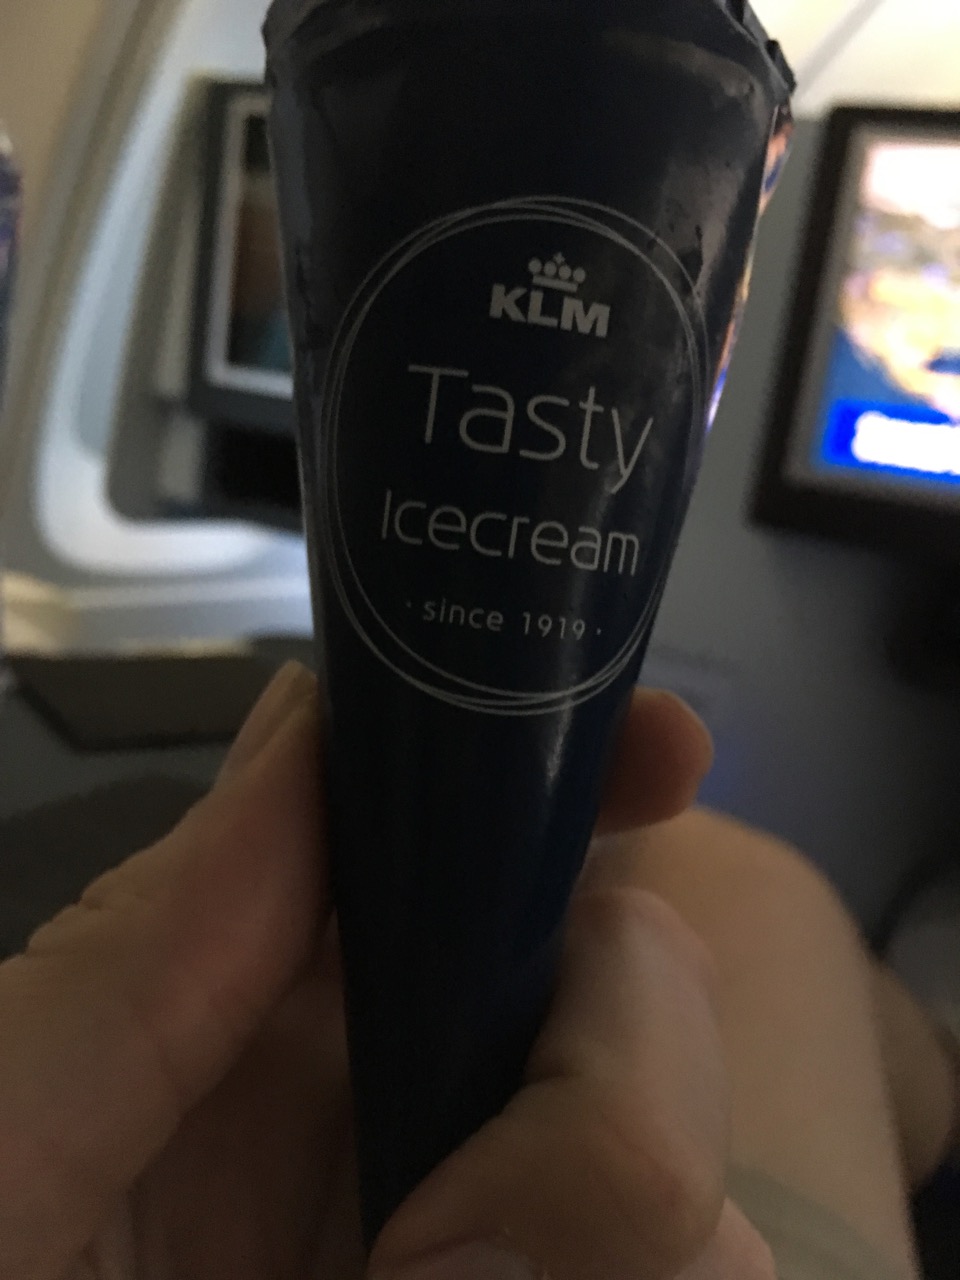 KLM
Tasty
Icecream
· since 1919 ·